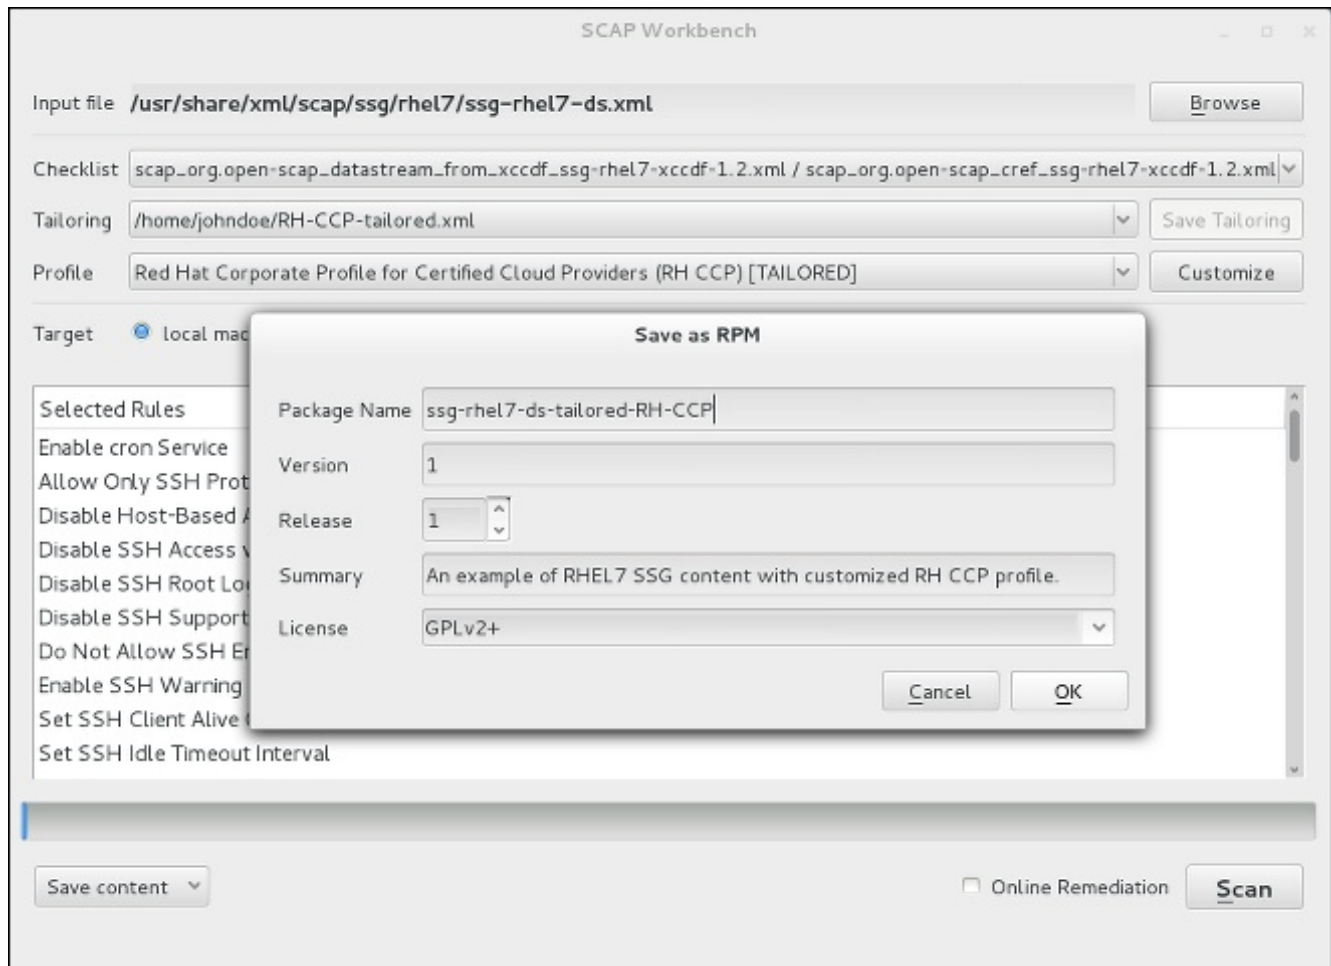 SCAP Workbench
Input file /usr/share/xml/scap/ssg/rhel7/ssg-rhel7-ds.xml Browse
Checklist scap_org.open-scap_datastream_from_xccdf_ssg-rhel7-xccdf-1.2.xml / scap_org.open-scap_cref_ssg-rhel7-xccdf-1.2.xml
Tailoring /home/johndoe/RH-CCP-tailored.xml Save Tailoring
Profile Red Hat Corporate Profile for Certified Cloud Providers (RH CCP) [TAILORED] Customize
Target local mac
Save as RPM
Package Name ssg-rhel7-ds-tailored-RH-CCP
Version 1
Release 1
Summary An example of RHEL7 SSG content with customized RH CCP profile.
License GPLv2+
Cancel OK
Selected Rules
Enable cron Service
Allow Only SSH Prot
Disable Host-Based
Disable SSH Access
Disable SSH Root Lo
Disable SSH Support
Do Not Allow SSH
Enable SSH Warning
Set SSH Client Alive
Set SSH Idle Timeout Interval
Save content Online Remediation Scan